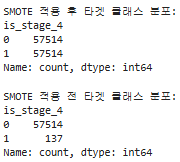 SMOTE 적용 후 타겟 클래스 분포:
is_stage_4
0    57514
1    57514
Name: count, dtype: int64

SMOTE 적용 전 타겟 클래스 분포:
is_stage_4
0    57514
1      137
Name: count, dtype: int64